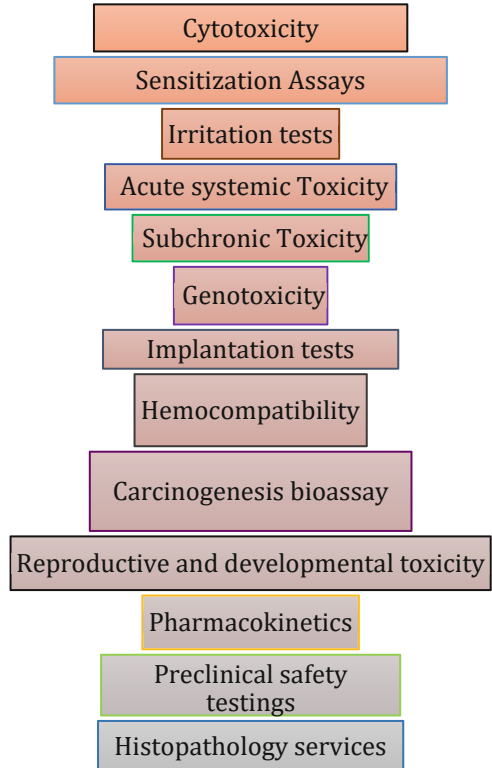 Cytotoxicity
Sensitization Assays
Irritation tests
Acute systemic Toxicity
Subchronic Toxicity
Genotoxicity
Implantation tests
Hemocompatibility
Carcinogenesis bioassay
Reproductive and developmental toxicity
Pharmacokinetics
Preclinical safety
testings
Histopathology services